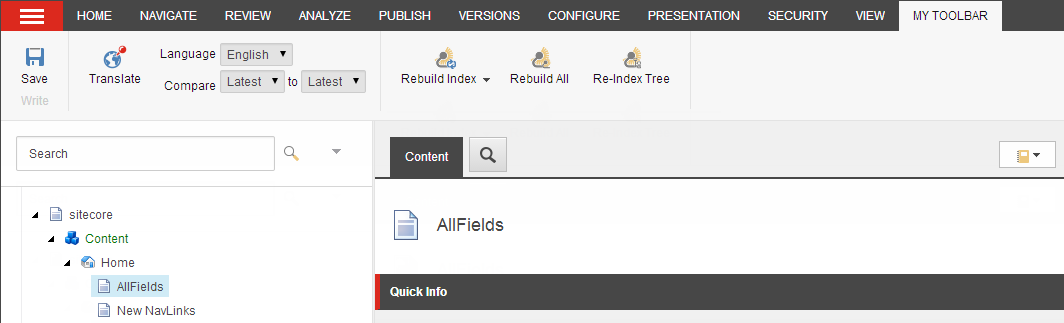 HOME NAVIGATE REVIEW ANALYZE PUBLISH VERSIONS CONFIGURE PRESENTATION SECURITY VIEW MY TOOLBAR
Save
Write
Translate
Language English
Compare Latest to Latest
Rebuild Index Rebuild All Re-Index Tree
Search
Content
sitecore
Content
Home
AllFields
New NavLinks
AllFields
Quick Info